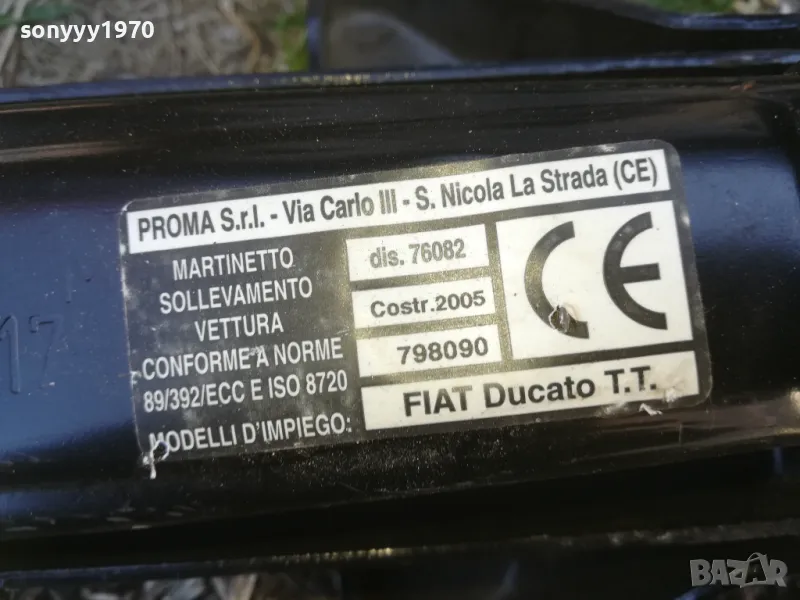 sonyyy1970
PROMA S.r.l. - Via Carlo III - S. Nicola La Strada (CE)
MARTINETTO
SOLLEVAMENTO
VETTURA
CONFORME A NORME
89/392/ECC E ISO 8720
MODELLI D'IMPIEGO:
dis. 76082
Costr.2005
798090
FIAT Ducato T.T.
CE
17
BAZAR